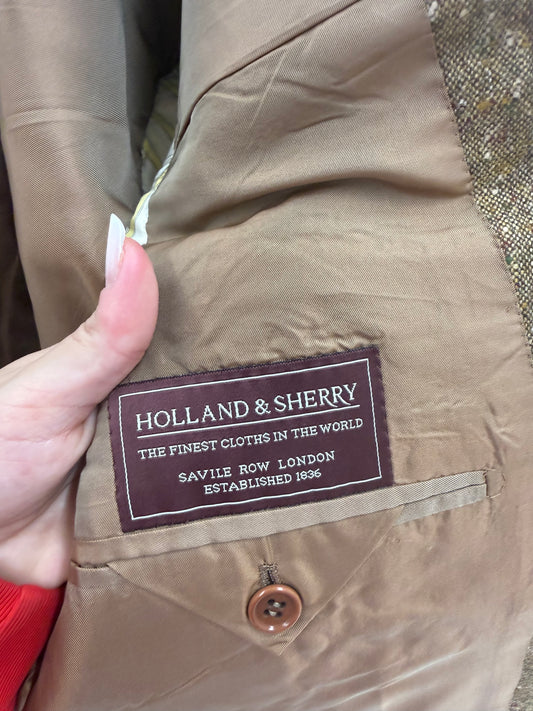 HOLLAND & SHERRY
THE FINEST CLOTHS IN THE WORLD
SAVILE ROW LONDON
ESTABLISHED 1836